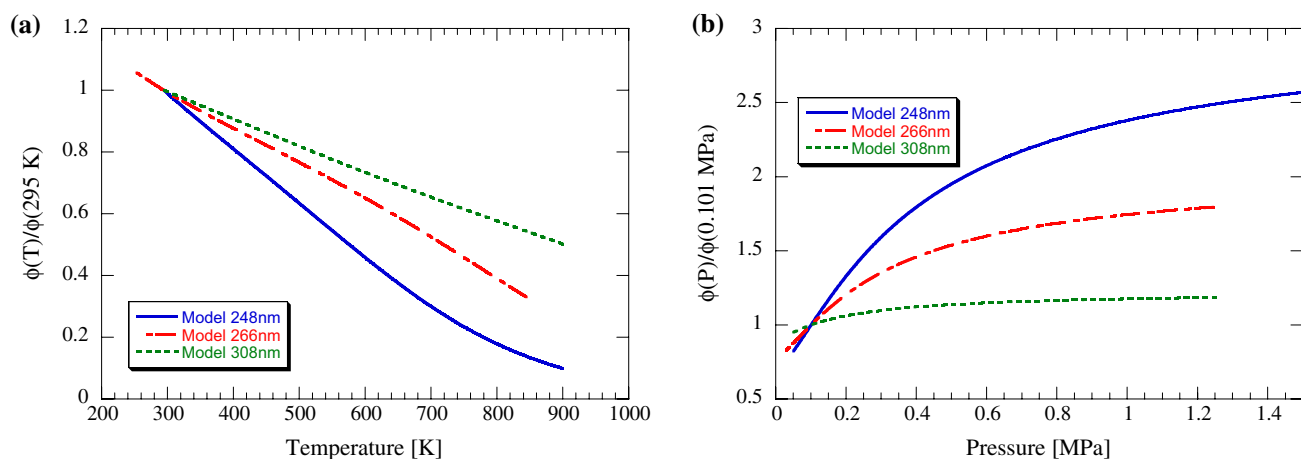 (a)
1.2
1
0.8
0.6
0.4
0.2
0
ϕ(T)/ϕ(295 K)
Model 248nm
Model 266nm
Model 308nm
200 300 400 500 600 700 800 900 1000
Temperature [K]
(b)
3
2.5
2
1.5
1
0.5
ϕ(P)/ϕ(0.101 MPa)
Model 248nm
Model 266nm
Model 308nm
0 0.2 0.4 0.6 0.8 1 1.2 1.4
Pressure [MPa]